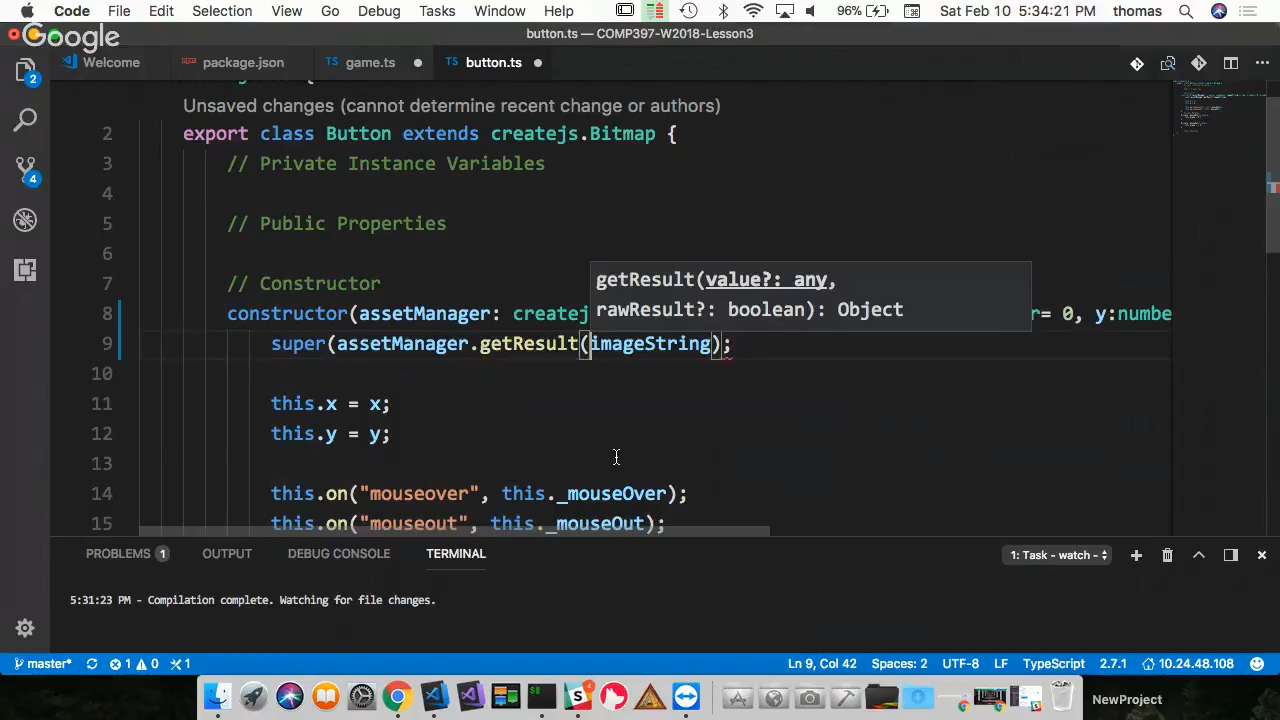 Code File Edit Selection View Go Debug Tasks Window Help 96% Sat Feb 10 5:34:21 PM thomas
Google
button.ts — COMP397-W2018-Lesson3
Welcome package.json TS game.ts TS button.ts
Unsaved changes (cannot determine recent change or authors)
2 export class Button extends createjs.Bitmap {
3 // Private Instance Variables
4
5 // Public Properties
6
7 // Constructor
getResult(value?: any,
rawResult?: boolean): Object
8 constructor(assetManager: createj = 0, y:numbe
9 super(assetManager.getResult(imageString);
10
11 this.x = x;
12 this.y = y;
13
14 this.on("mouseover", this._mouseOver);
15 this.on("mouseout", this._mouseOut);
2
4
PROBLEMS 1 OUTPUT DEBUG CONSOLE TERMINAL 1: Task - watch -
5:31:23 PM - Compilation complete. Watching for file changes.
master* 1 0 1 Ln 9, Col 42 Spaces: 2 UTF-8 LF TypeScript 2.7.1 10.24.48.108
NewProject